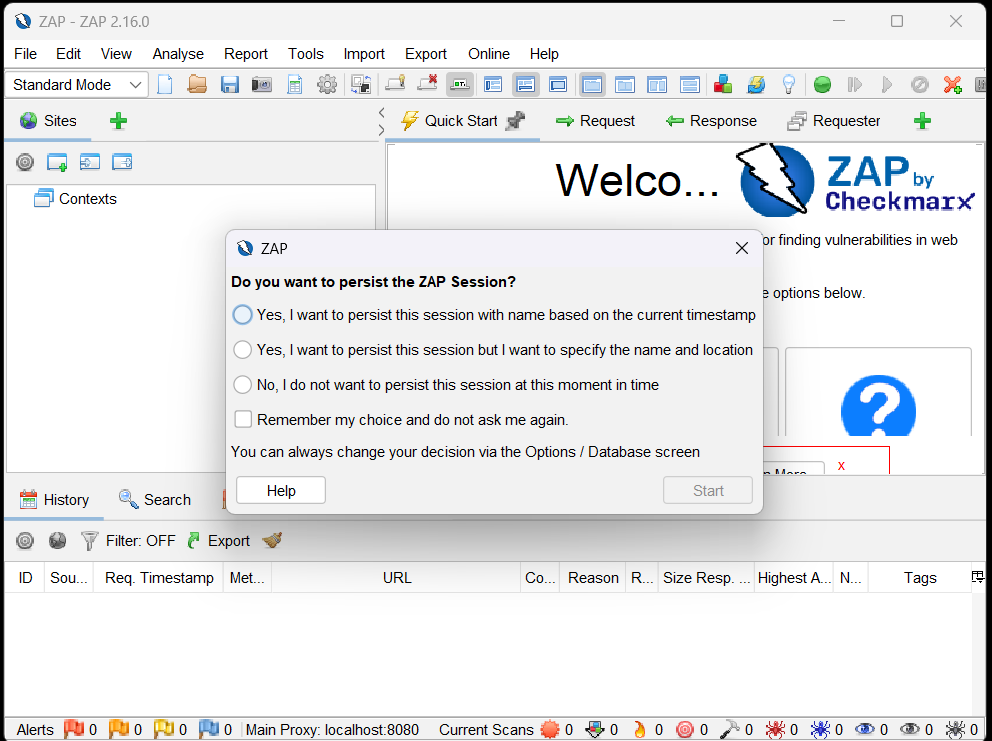 ZAP - ZAP 2.16.0
File Edit View Analyse Report Tools Import Export Online Help
Standard Mode
Sites
Quick Start Request Response Requester
Contexts
Welco...
ZAP by
Checkmarx
or finding vulnerabilities in web
e options below.
ZAP
Do you want to persist the ZAP Session?
Yes, I want to persist this session with name based on the current timestamp
Yes, I want to persist this session but I want to specify the name and location
No, I do not want to persist this session at this moment in time
Remember my choice and do not ask me again.
You can always change your decision via the Options / Database screen
Help Start
More
x
History Search
Filter: OFF Export
ID Sou... Req. Timestamp Met... URL Co... Reason R... Size Resp. ... Highest A... N... Tags
Alerts 0 0 0 0 Main Proxy: localhost:8080 Current Scans 0 0 0 0 0 0 0 0 0 0